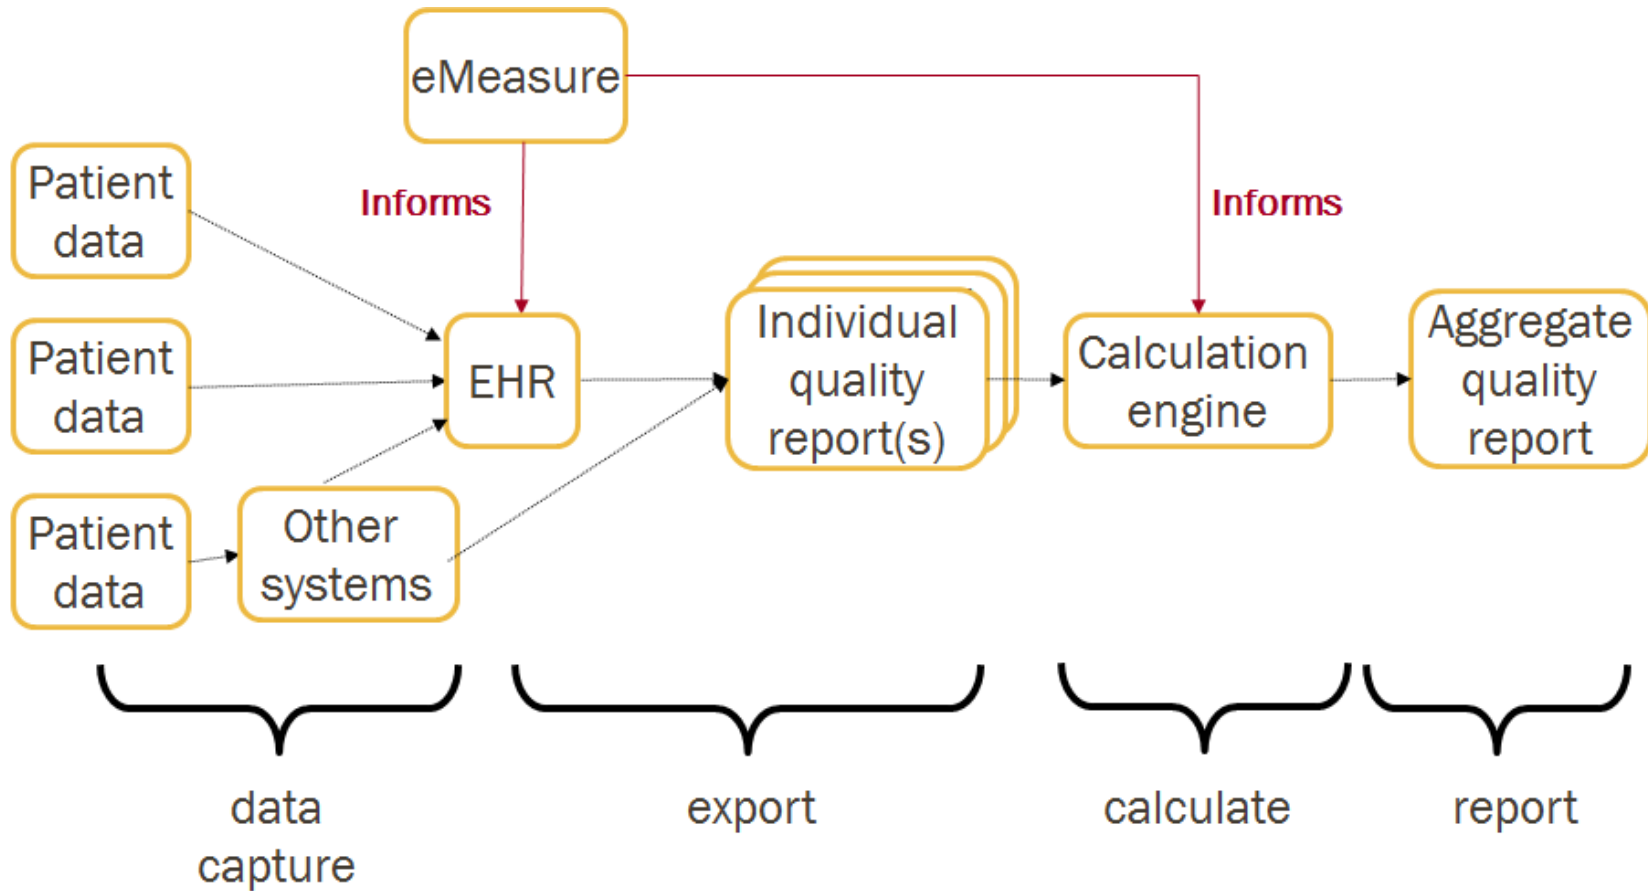 eMeasure
Informs
Informs
Patient
data
Patient
data
Patient
data
Other
systems
EHR
Individual
quality
report(s)
Calculation
engine
Aggregate
quality
report
data
capture
export
calculate
report